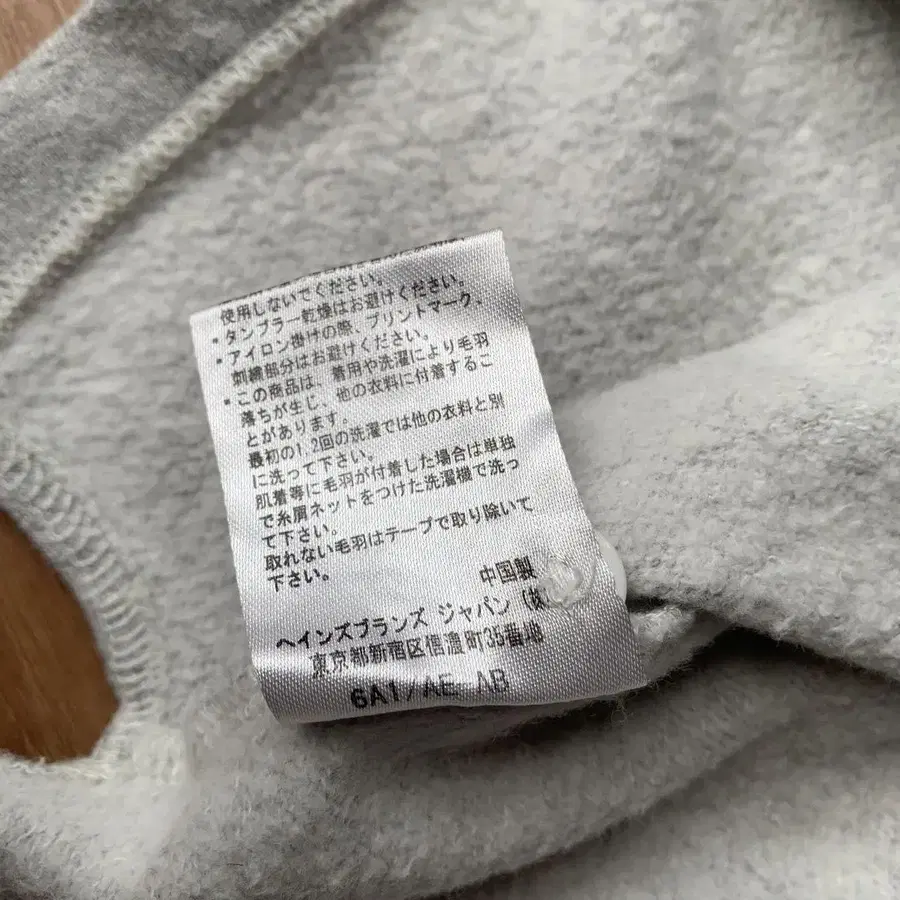 使用しないでください。
・タンブラー乾燥はお避けください。
・アイロン掛けの際、プリントマーク、
刺繍部分はお避けください。
・この商品は、着用や洗濯により毛羽
落ちが生じ、他の衣料に付着するこ
とがあります。
最初の1.2回の洗濯では他の衣料と別
に洗って下さい。
肌着等に毛羽が付着した場合は単独
で糸屑ネットをつけた洗濯機で洗っ
て下さい。
取れない毛羽はテープで取り除いて
下さい。
中国製
ヘインズブランズ ジャパン（株
東京都新宿区信濃町35番地
6A1/AE AB